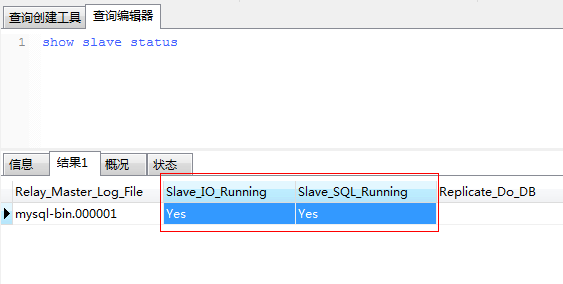 查询创建工具 查询编辑器
1 show slave status
信息 结果1 概况 状态
Relay_Master_Log_File Slave_IO_Running Slave_SQL_Running Replicate_Do_DB
mysql-bin.000001 Yes Yes